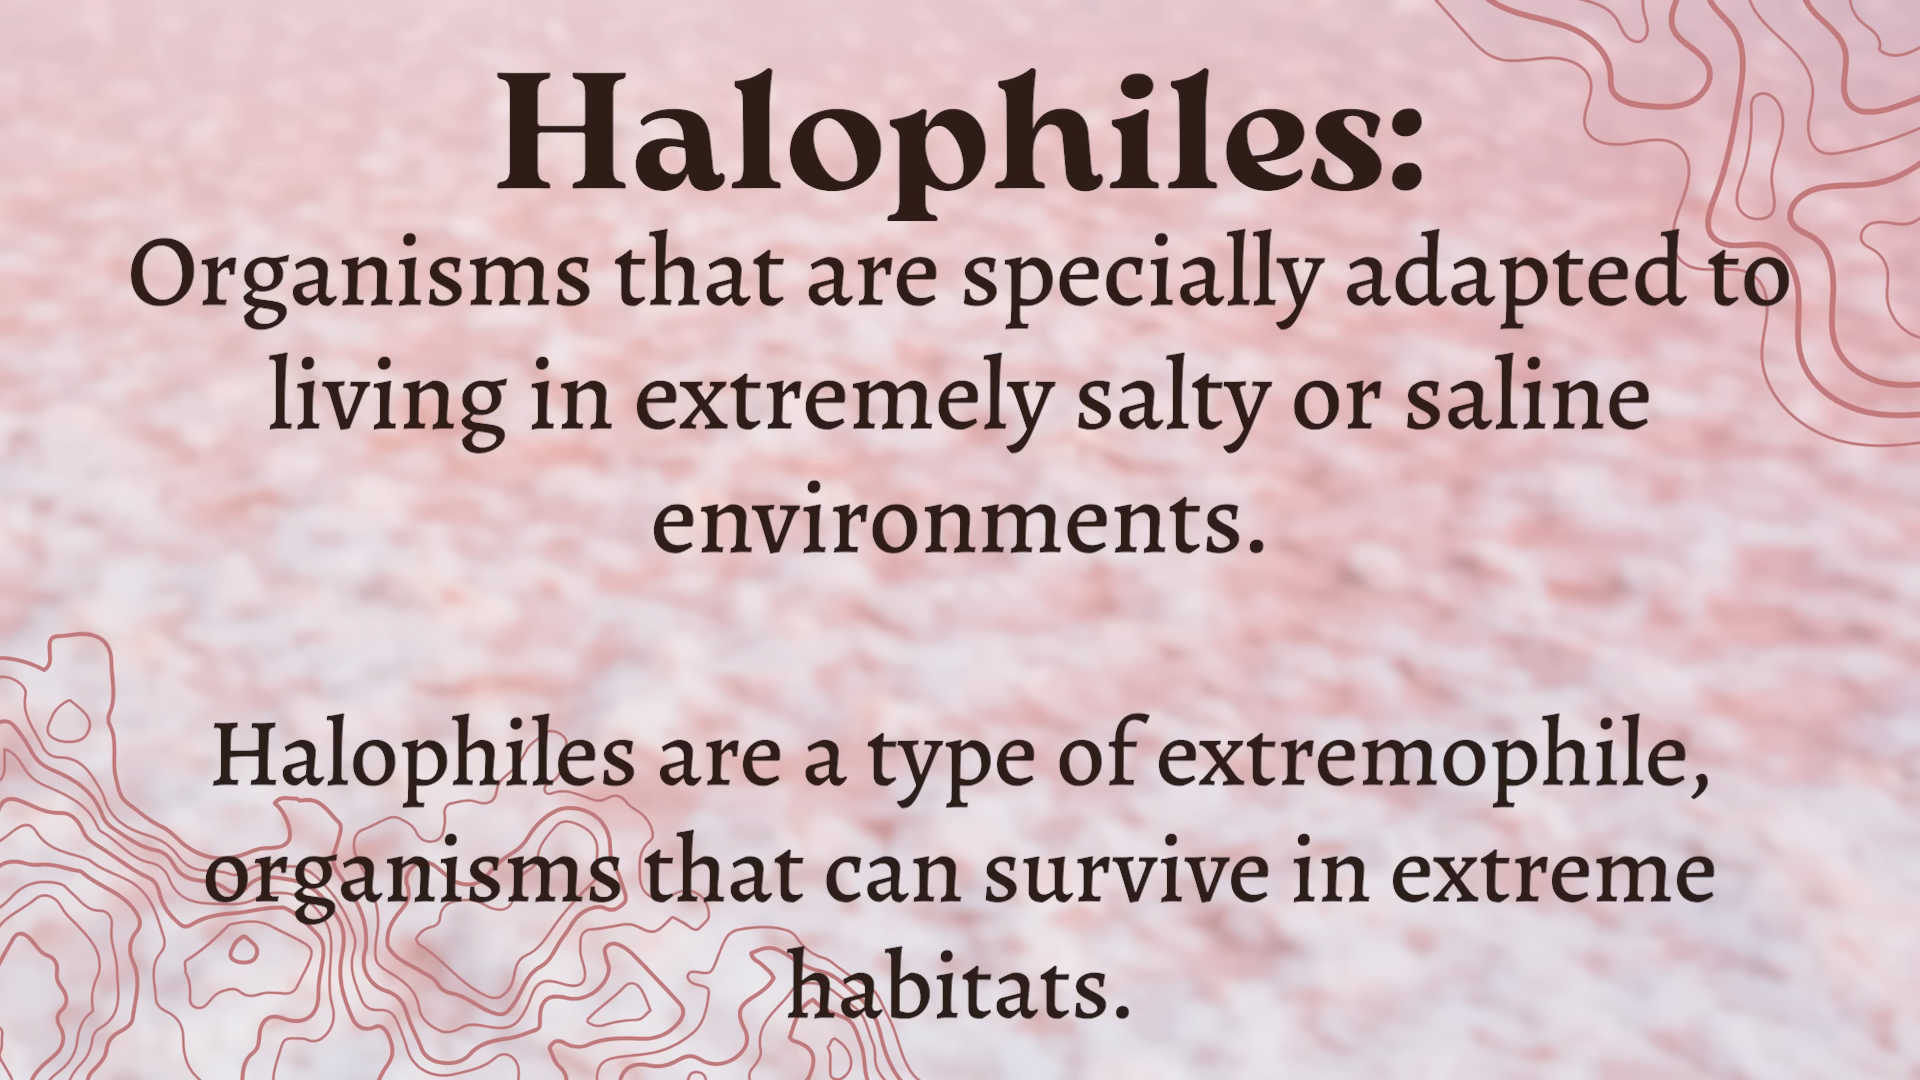 Halophiles:
Organisms that are specially adapted to
living in extremely salty or saline
environments.
Halophiles are a type of extremophile,
organisms that can survive in extreme
habitats.